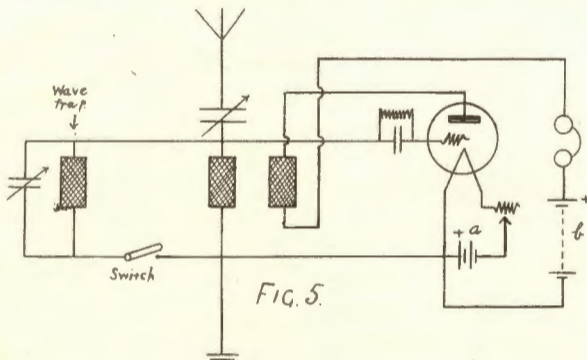 Wave
trap.
Switch
FIG. 5.
+ a
+
b
-